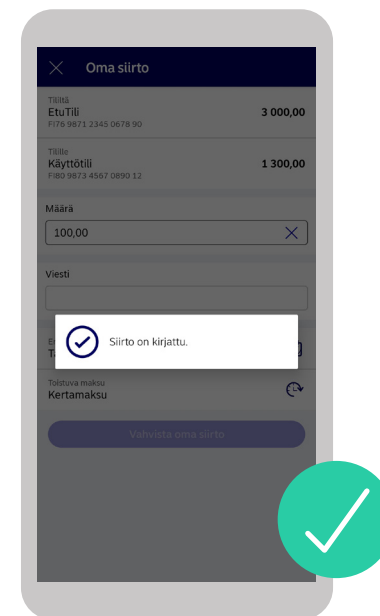 Oma siirto
Tililtä
EtuTili
3 000,00
FI76 9871 2345 0678 90
Tilille
Käyttötili
1 300,00
FI80 9873 4567 0890 12
Määrä
100,00
Viesti
Siirto on kirjattu.
Toistuva maksu
Kertamaksu
Vahvista oma siirto